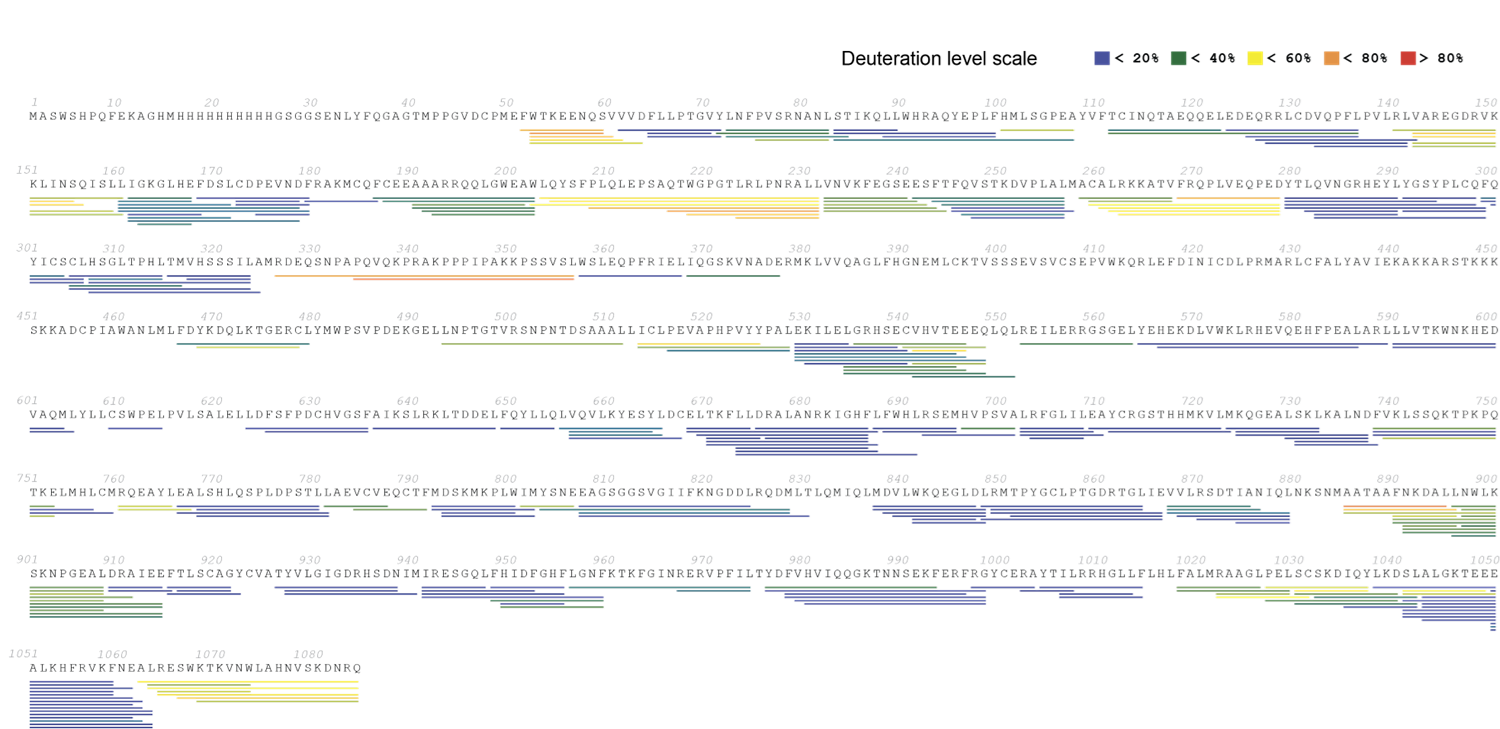 Deuteration level scale < 20% < 40% < 60% < 80% > 80%
1 10 20 30 40 50 60 70 80 90 100 110 120 130 140 150
MASWSHPQFEKAGHMHHHHHHHHHHGSGGSENLYFQGAGTMPPGVDCPMEFWTKEENQSVVVDFLLPTGVYLNFPVSRNANLSTIKQLLWHRAQYEPLFHMLSGPEAYVFTCINQTAEQQELEDEQRRLCDVQPFLPVLRLVAREGDRVK
151 160 170 180 190 200 210 220 230 240 250 260 270 280 290 300
KLINSQISLLIGKGLHEFDSLCDPEVNDFRAKMCQFCEEAAARRQQLGWEAWLQYSFPLQLEPSAQTWGPGTLRLPNRALLVNVKFEGSEESFTFQVSTKDVPLALMACALRKKATVFRQPLVEQPEDYTLQVNGRHEYLYGSYPLCQFQ
301 310 320 330 340 350 360 370 380 390 400 410 420 430 440 450
YICSCLHSGLTPHLTMVHSSSILAMRDEQSNPAPQVQKPRAKPPPIPAKKPSSVSLWSLEQPFRIELIQGSKVNADERMKLVVQAGLFHGNEMLCKTVSSSEVSVCSEPVWKQRLEFDINICDLPRMARLCFALYAVIEKAKKARSTKKK
451 460 470 480 490 500 510 520 530 540 550 560 570 580 590 600
SKKADCPIAWANLMLFDYKDQLKTGERCLYMWPSVPDEKGELLNPTGTVRSNPNTDSAAALLICLPEVAPHPVYYPALEKILELGRHSECVHVTEEEQLQLREILERRGSGELYEHEKDLVWKLRHEVQEHFPEALARLLLVTKWNKHED
601 610 620 630 640 650 660 670 680 690 700 710 720 730 740 750
VAQMLYLLCSWPELPVLSALELLDFSFPDCHVGSFAIKSLRKLTDDELFQYLLQLVQVLKYESYLDCELTKFLLDRALANRKIGHFLFWHLRSEMHVPSVALRFGLILEAYCRGSTHHMKVLMKQGEALSKLKALNDFVKLSSQKTPKPQ
751 760 770 780 790 800 810 820 830 840 850 860 870 880 890 900
TKELMHLCMRQEAYLEALSHLQSPLDPSTLLAEVCVEQCTFMDSKMKPLWIMYSNEEAGSGGSVGIIFKNGDDLRQDMLTLQMIQLMDVLWKQEGLDLRMTPYGCLPTGDRTGLIEVVLRSDTIANIQLNKSNMAATAAFNKDALLNWLK
901 910 920 930 940 950 960 970 980 990 1000 1010 1020 1030 1040 1050
SKNPGEALDRAIEEFTLSCAGYCVATYVLGIGDRHSDNIMIRESGQLFHIDFGHFLGNFKTKFGINRERVPFILTYDFVHVIQQGKTNNSEKFERFRGYCERAYTILRRHGLLFLHLFALMRAAGLPELSCSKDIQYLKDSLALGKTEEE
1051 1060 1070 1080
ALKHFRVKFNEALRESWKTKVNWLAHNVSKDNRQ